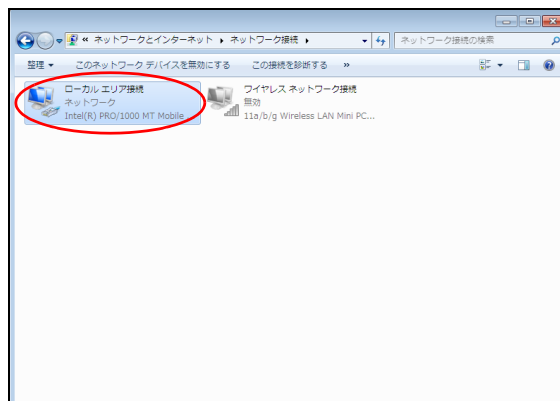 « ネットワークとインターネット ▸ ネットワーク接続 ▸
ネットワーク接続の検索
整理 ▼ このネットワーク デバイスを無効にする この接続を診断する »
ローカル エリア接続
ネットワーク
Intel(R) PRO/1000 MT Mobile
ワイヤレス ネットワーク接続
無効
11a/b/g Wireless LAN Mini PC...